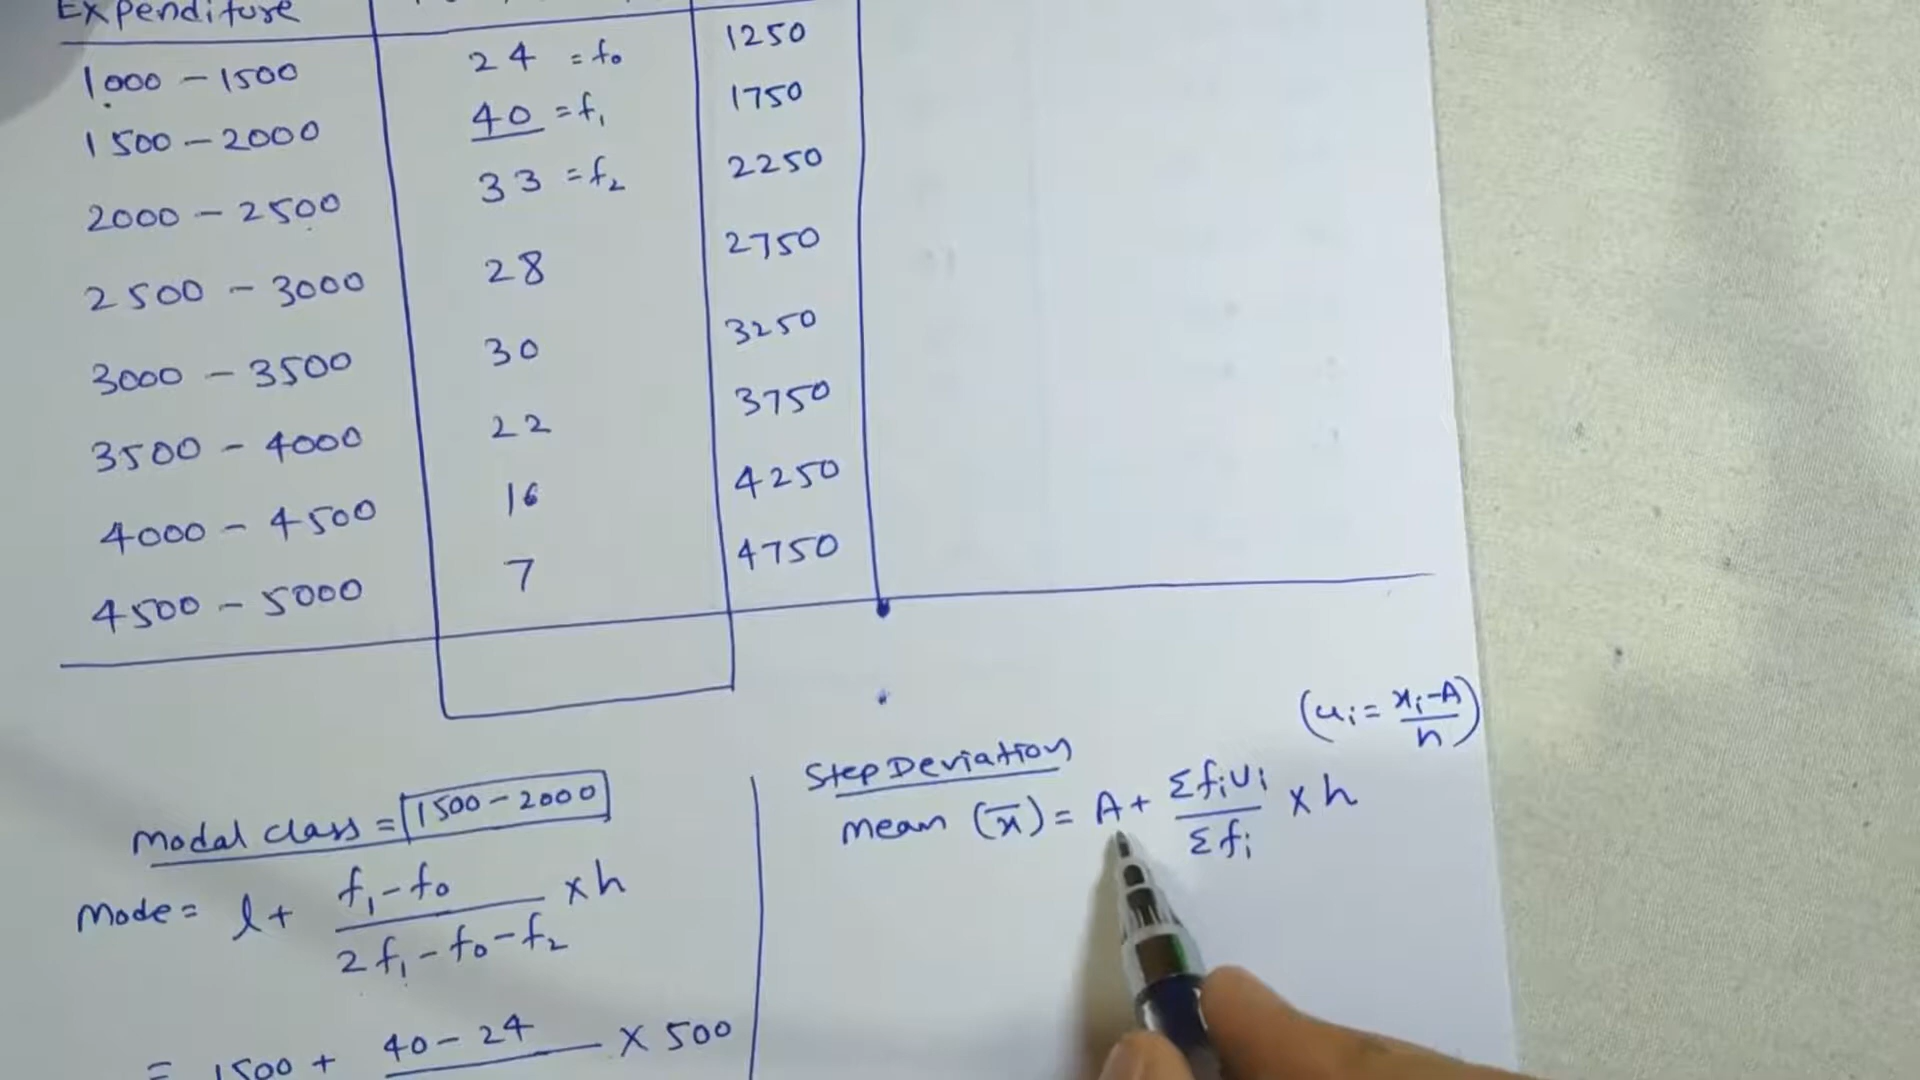 Expenditure
1000 - 1500 24 = f₀ 1250
1500 - 2000 40 = f₁ 1750
2000 - 2500 33 = f₂ 2250
2500 - 3000 28 2750
3000 - 3500 30 3250
3500 - 4000 22 3750
4000 - 4500 16 4250
4500 - 5000 7 4750
Modal class = 1500 - 2000
Mode = l + (f₁ - f₀) / (2f₁ - f₀ - f₂) × h
= 1500 + 40 - 24 × 500
(uᵢ = (xᵢ - A) / h)
Step Deviation
mean (x̄) = A + Σfᵢuᵢ / Σfᵢ × h